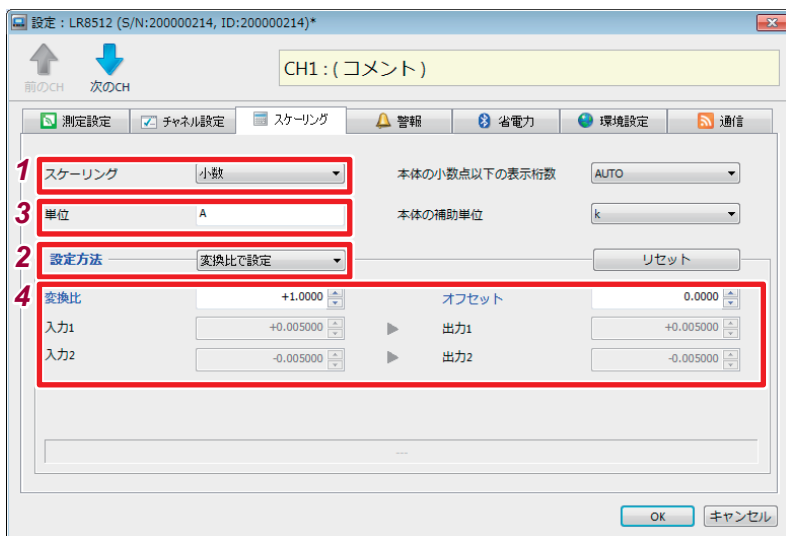 設定 : LR8512 (S/N:200000214, ID:200000214)*
前のCH 次のCH
CH1 : ( コメント )
測定設定 チャネル設定 スケーリング 警報 省電力 環境設定 通信
1 スケーリング 小数 本体の小数点以下の表示桁数 AUTO
3 単位 A 本体の補助単位 k
2 設定方法 変換比で設定 リセット
4 変換比 +1.0000 オフセット 0.0000
入力1 +0.005000 出力1 +0.005000
入力2 -0.005000 出力2 -0.005000
---
OK キャンセル